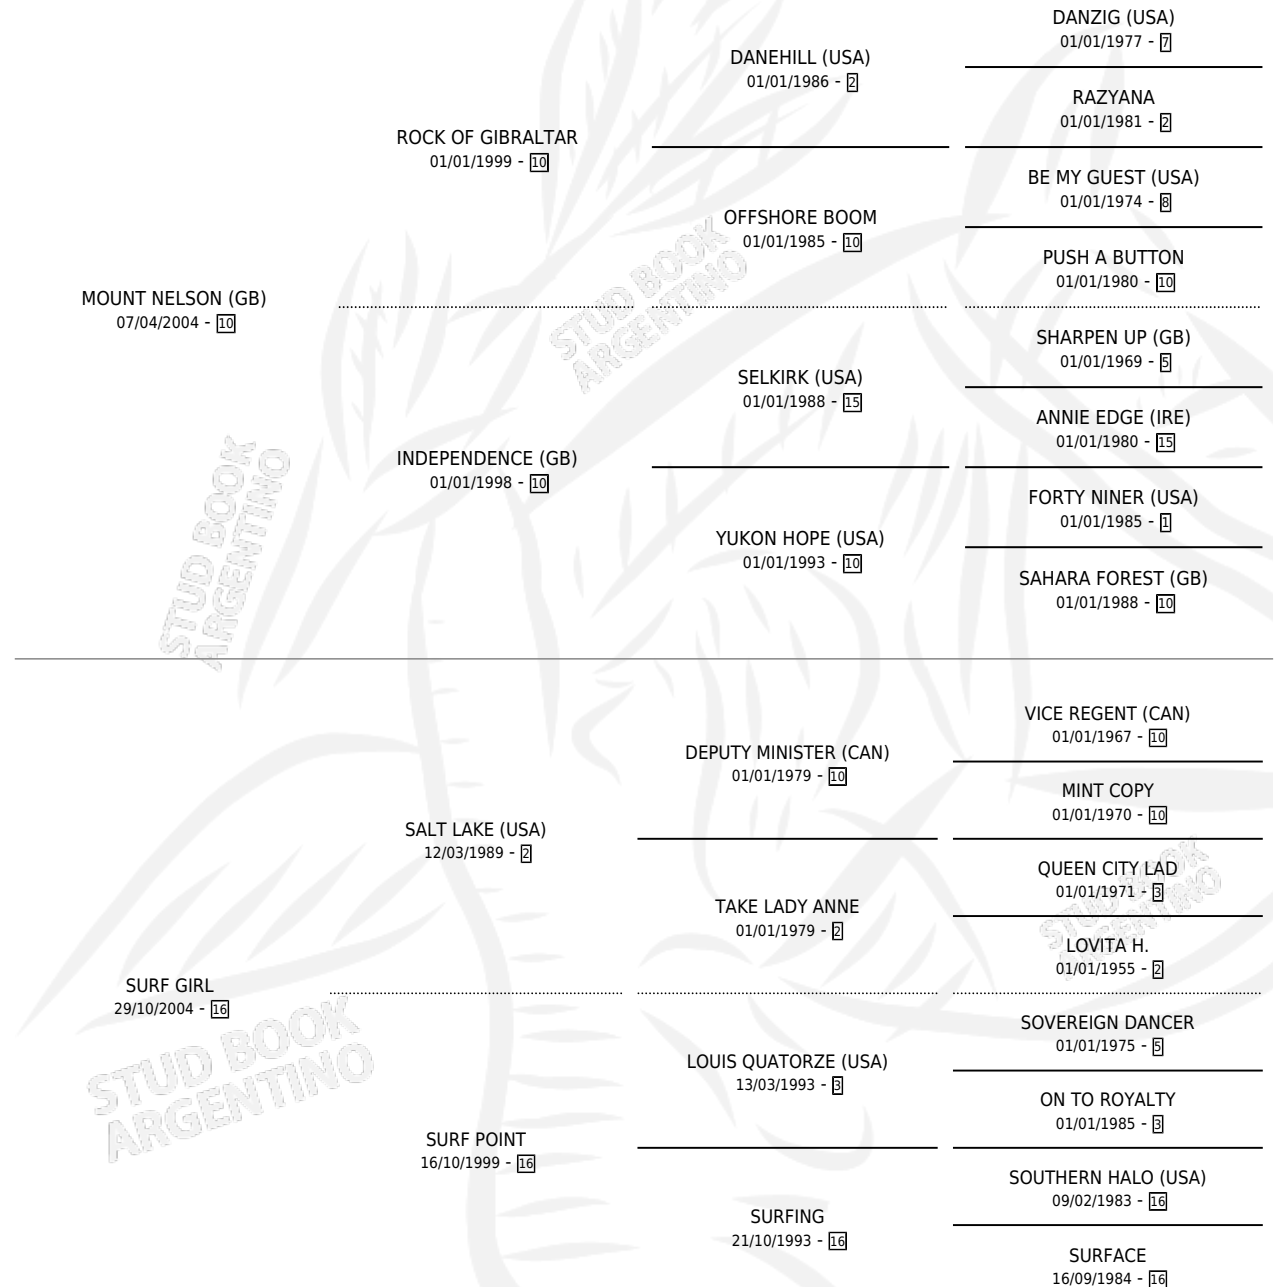 DANZIG (USA)
01/01/1977 - 7
DANEHILL (USA)
01/01/1986 - 2
RAZYANA
01/01/1981 - 2
ROCK OF GIBRALTAR
01/01/1999 - 10
BE MY GUEST (USA)
01/01/1974 - 8
OFFSHORE BOOM
01/01/1985 - 10
PUSH A BUTTON
01/01/1980 - 10
MOUNT NELSON (GB)
07/04/2004 - 10
STUD BOOK
ARGENTINO
SHARPEN UP (GB)
01/01/1969 - 5
SELKIRK (USA)
01/01/1988 - 15
ANNIE EDGE (IRE)
01/01/1980 - 15
INDEPENDENCE (GB)
01/01/1998 - 10
FORTY NINER (USA)
01/01/1985 - 1
YUKON HOPE (USA)
01/01/1993 - 10
SAHARA FOREST (GB)
01/01/1988 - 10
STUD BOOK
ARGENTINO
VICE REGENT (CAN)
01/01/1967 - 10
DEPUTY MINISTER (CAN)
01/01/1979 - 10
MINT COPY
01/01/1970 - 10
SALT LAKE (USA)
12/03/1989 - 2
QUEEN CITY LAD
01/01/1971 - 3
TAKE LADY ANNE
01/01/1979 - 2
STUD BOOK
ARGENTINO
LOVITA H.
01/01/1955 - 2
SURF GIRL
29/10/2004 - 16
STUD BOOK
ARGENTINO
SOVEREIGN DANCER
01/01/1975 - 5
LOUIS QUATORZE (USA)
13/03/1993 - 3
ON TO ROYALTY
01/01/1985 - 3
SURF POINT
16/10/1999 - 16
SOUTHERN HALO (USA)
09/02/1983 - 16
SURFING
21/10/1993 - 16
SURFACE
16/09/1984 - 16